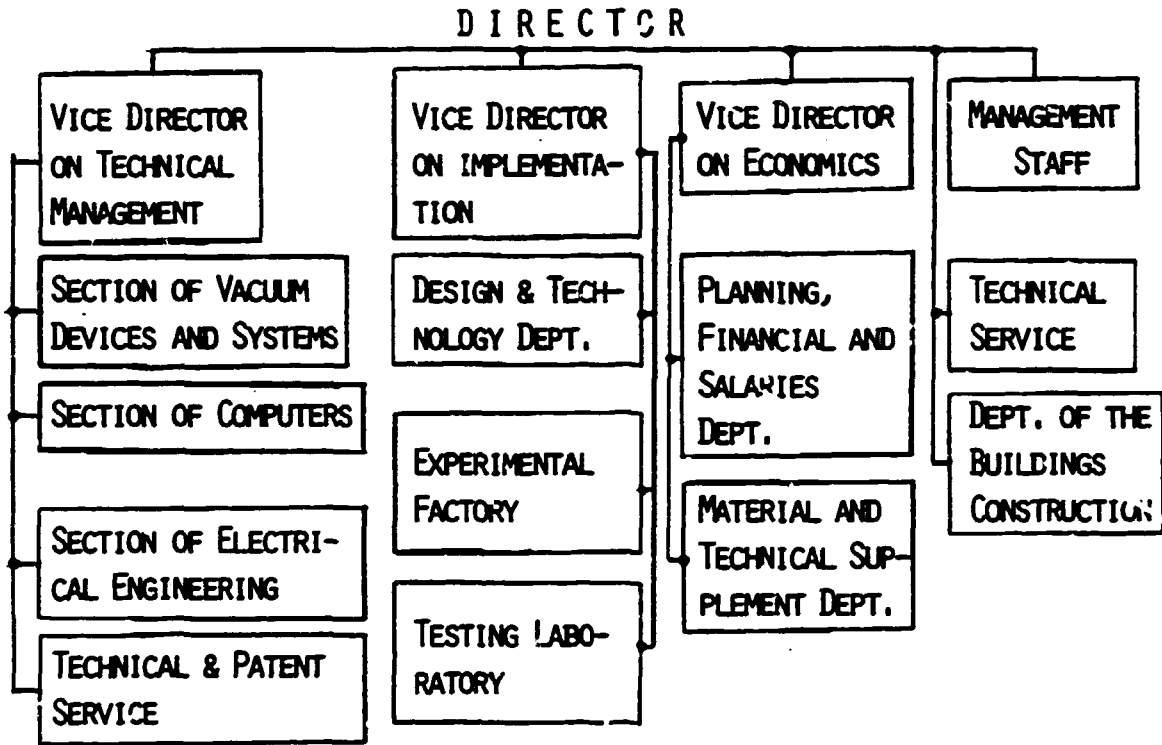 DIRECTOR
VICE DIRECTOR
ON TECHNICAL
MANAGEMENT
SECTION OF VACUUM
DEVICES AND SYSTEMS
SECTION OF COMPUTERS
SECTION OF ELECTRI-
CAL ENGINEERING
TECHNICAL & PATENT
SERVICE
VICE DIRECTOR
ON IMPLEMENTA-
TION
DESIGN & TECH-
NOLOGY DEPT.
EXPERIMENTAL
FACTORY
TESTING LABO-
RATORY
VICE DIRECTOR
ON ECONOMICS
PLANNING,
FINANCIAL AND
SALARIES
DEPT.
MATERIAL AND
TECHNICAL SUP-
PLEMENT DEPT.
MANAGEMENT
STAFF
TECHNICAL
SERVICE
DEPT. OF THE
BUILDINGS
CONSTRUCTION